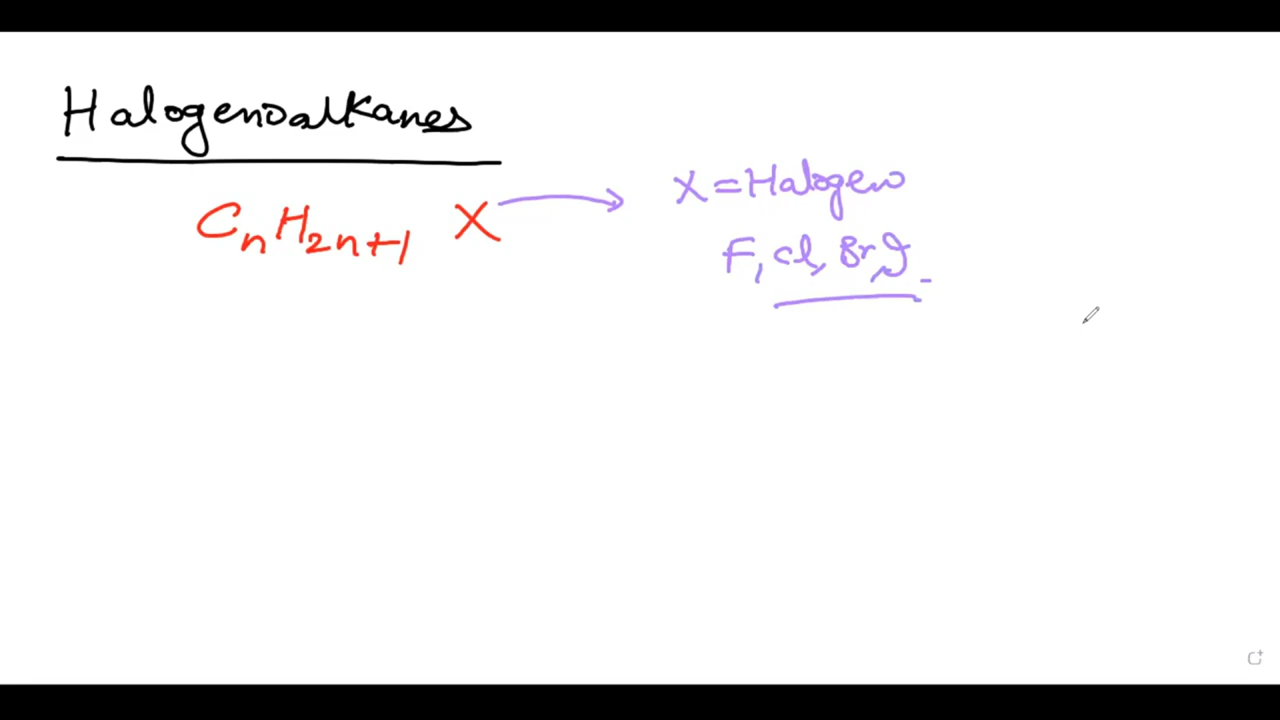 Halogenoalkanes
CnH2n+1 X
X = Halogen
F, Cl, Br, I